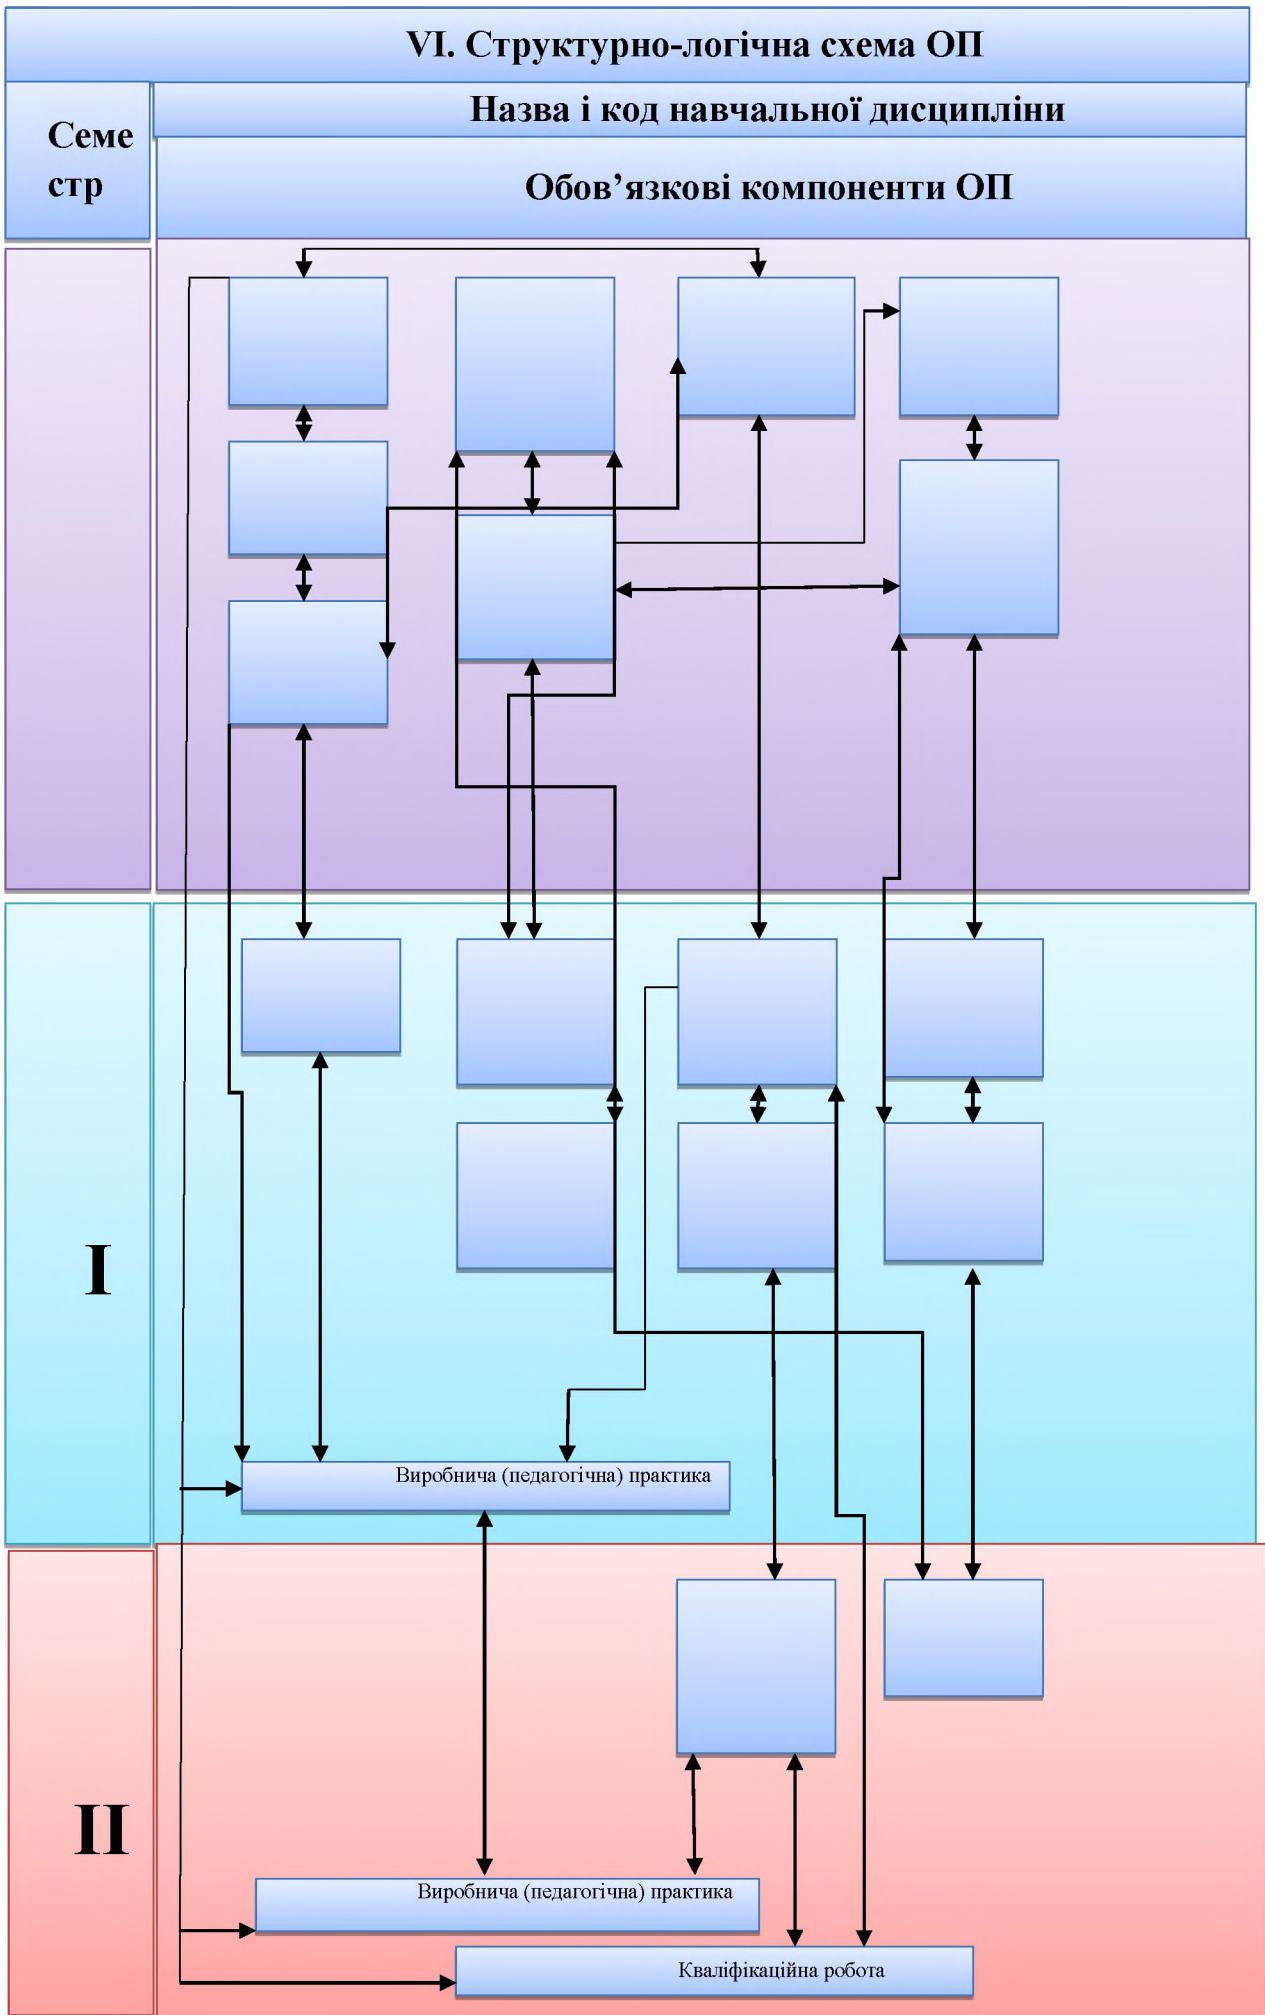 VI. Структурно-логічна схема ОП
Семе
стр
Назва і код навчальної дисципліни
Обов’язкові компоненти ОП
I
Виробнича (педагогічна) практика
II
Виробнича (педагогічна) практика
Кваліфікаційна робота